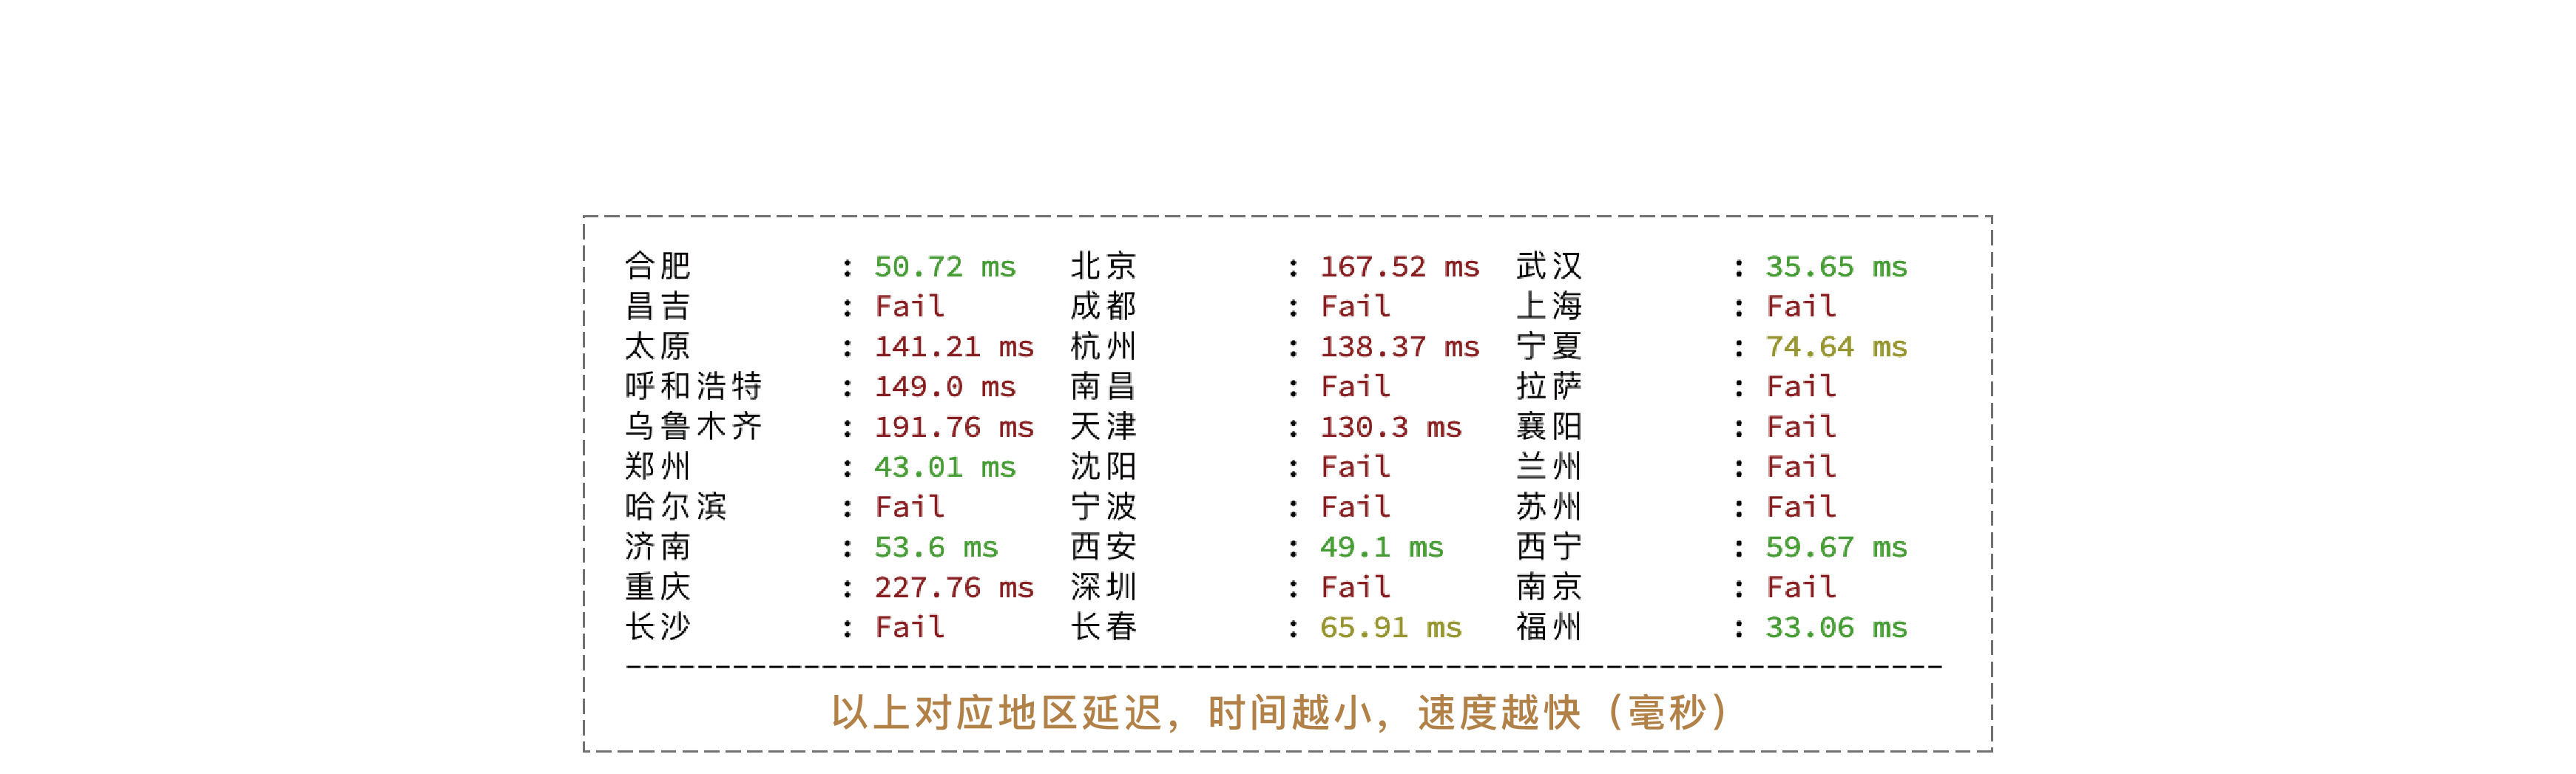 合肥 : 50.72 ms 北京 : 167.52 ms 武汉 : 35.65 ms
昌吉 : Fail 成都 : Fail 上海 : Fail
太原 : 141.21 ms 杭州 : 138.37 ms 宁夏 : 74.64 ms
呼和浩特 : 149.0 ms 南昌 : Fail 拉萨 : Fail
乌鲁木齐 : 191.76 ms 天津 : 130.3 ms 襄阳 : Fail
郑州 : 43.01 ms 沈阳 : Fail 兰州 : Fail
哈尔滨 : Fail 宁波 : Fail 苏州 : Fail
济南 : 53.6 ms 西安 : 49.1 ms 西宁 : 59.67 ms
重庆 : 227.76 ms 深圳 : Fail 南京 : Fail
长沙 : Fail 长春 : 65.91 ms 福州 : 33.06 ms
以上对应地区延迟，时间越小，速度越快（毫秒）